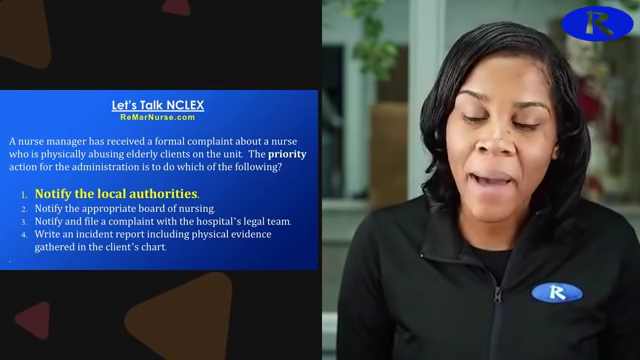 R
Let's Talk NCLEX
ReMarNurse.com
A nurse manager has received a formal complaint about a nurse
who is physically abusing elderly clients on the unit. The priority
action for the administration is to do which of the following?
1. Notify the local authorities.
2. Notify the appropriate board of nursing.
3. Notify and file a complaint with the hospital's legal team.
4. Write an incident report including physical evidence
gathered in the client's chart.
R